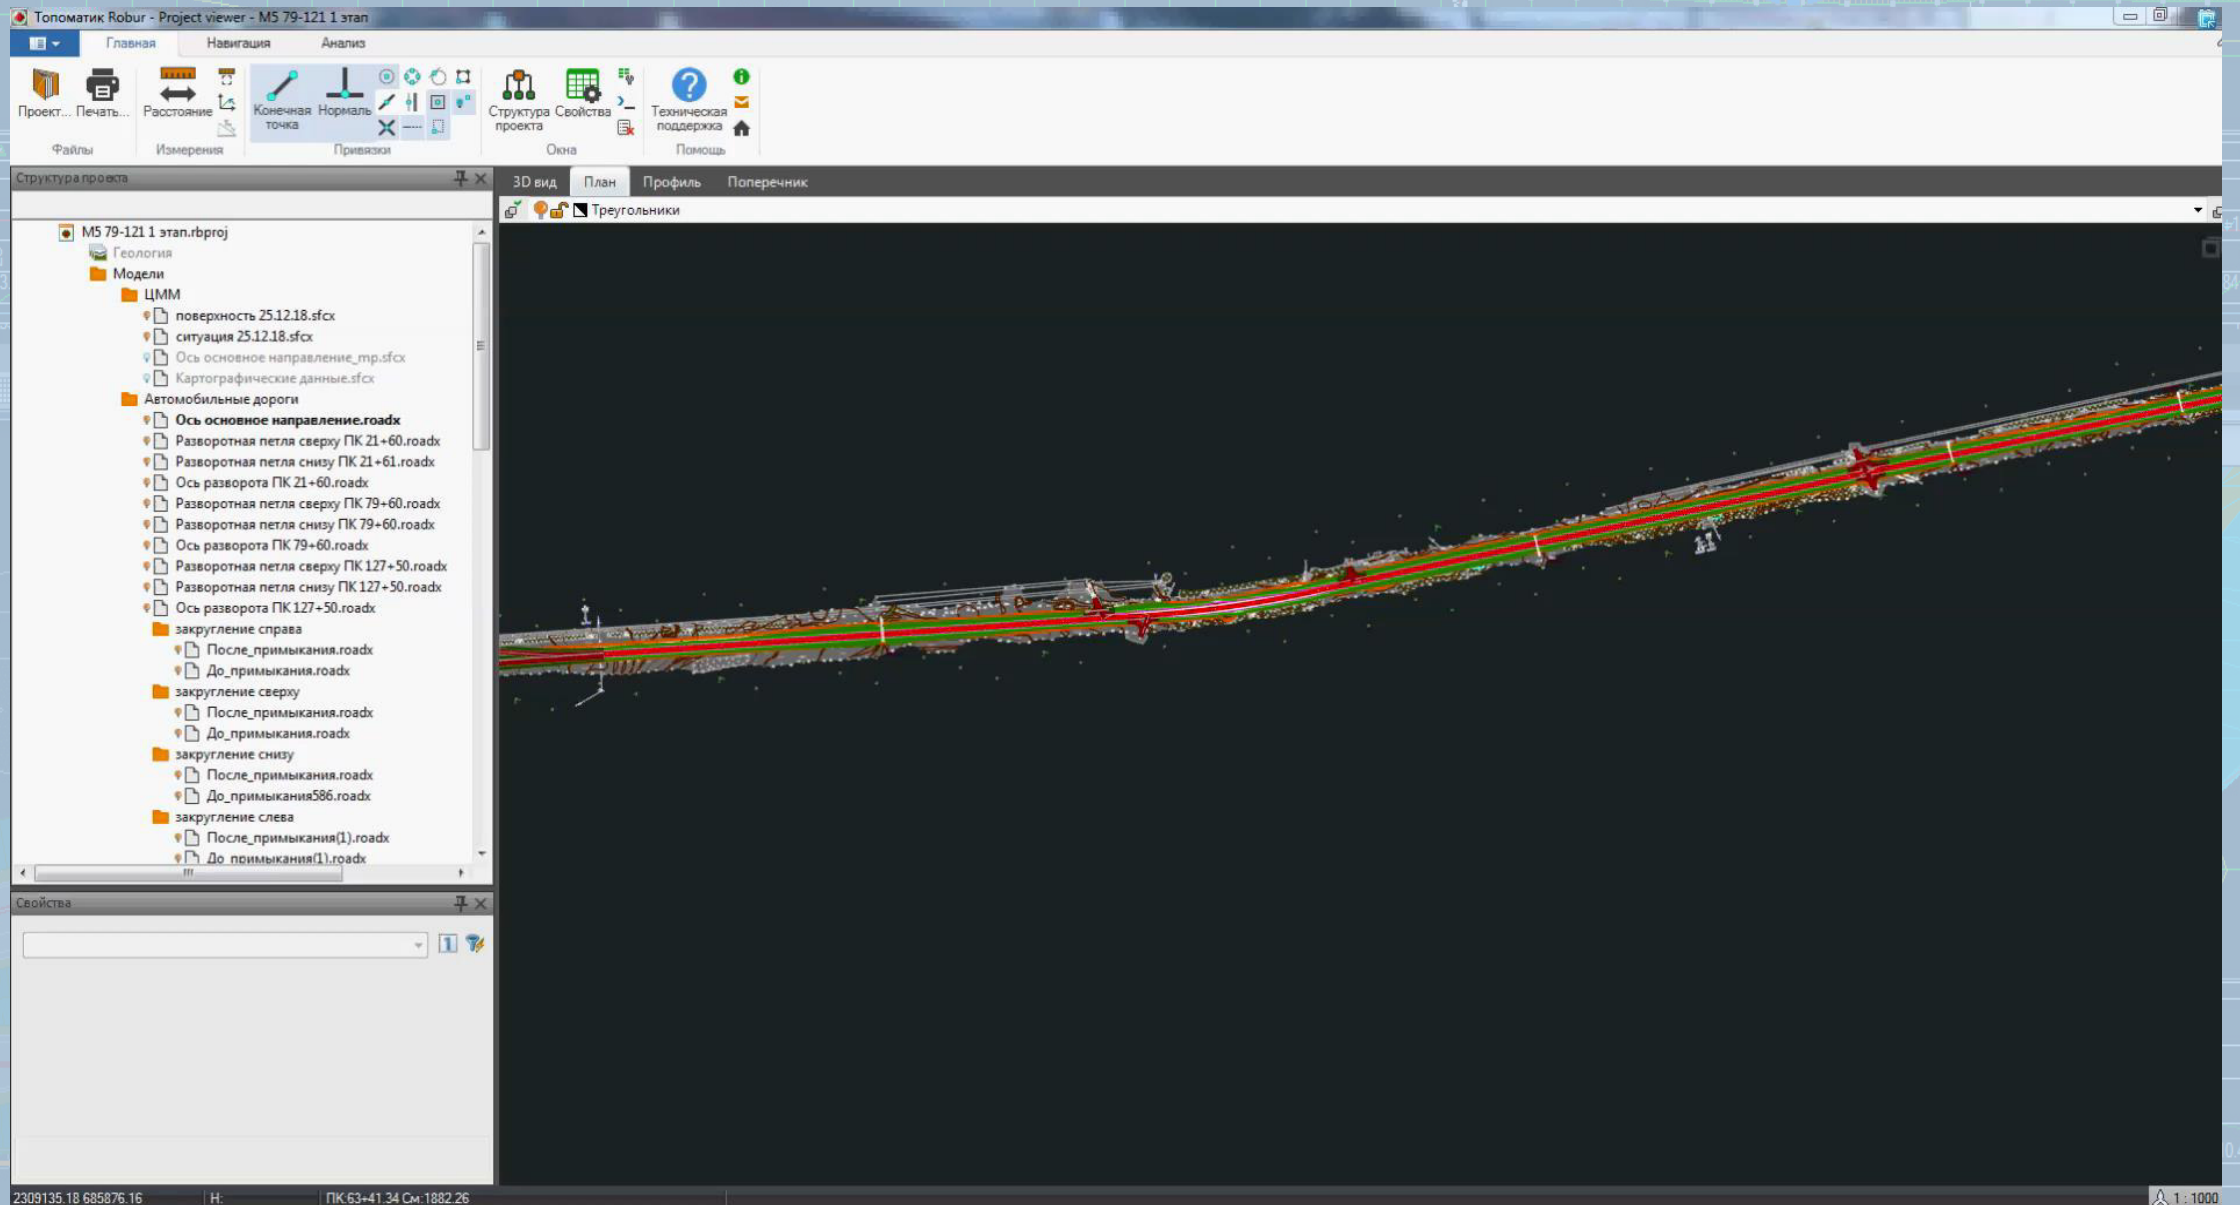 Топоматик Robur - Project viewer - М5 79-121 1 этап
Главная Навигация Анализ
Проект... Печать... Расстояние Конечная точка Нормаль Структура проекта Свойства Техническая поддержка
Файлы Измерения Привязки Окна Помощь
Структура проекта
3D вид План Профиль Поперечник
Треугольники
М5 79-121 1 этап.rbproj
Геология
Модели
ЦММ
поверхность 25.12.18.sfcx
ситуация 25.12.18.sfcx
Ось основное направление_mp.sfcx
Картографические данные.sfcx
Автомобильные дороги
Ось основное направление.roadx
Разворотная петля сверху ПК 21+60.roadx
Разворотная петля снизу ПК 21+61.roadx
Ось разворота ПК 21+60.roadx
Разворотная петля сверху ПК 79+60.roadx
Разворотная петля снизу ПК 79+60.roadx
Ось разворота ПК 79+60.roadx
Разворотная петля сверху ПК 127+50.roadx
Разворотная петля снизу ПК 127+50.roadx
Ось разворота ПК 127+50.roadx
закругление справа
После_примыкания.roadx
До_примыкания.roadx
закругление сверху
После_примыкания.roadx
До_примыкания.roadx
закругление снизу
После_примыкания.roadx
До_примыкания586.roadx
закругление слева
После_примыкания(1).roadx
До_примыкания(1).roadx
Свойства
1
2309135.18 685876.16 H: ПК:63+41.34 См:1882.26 1 : 1000